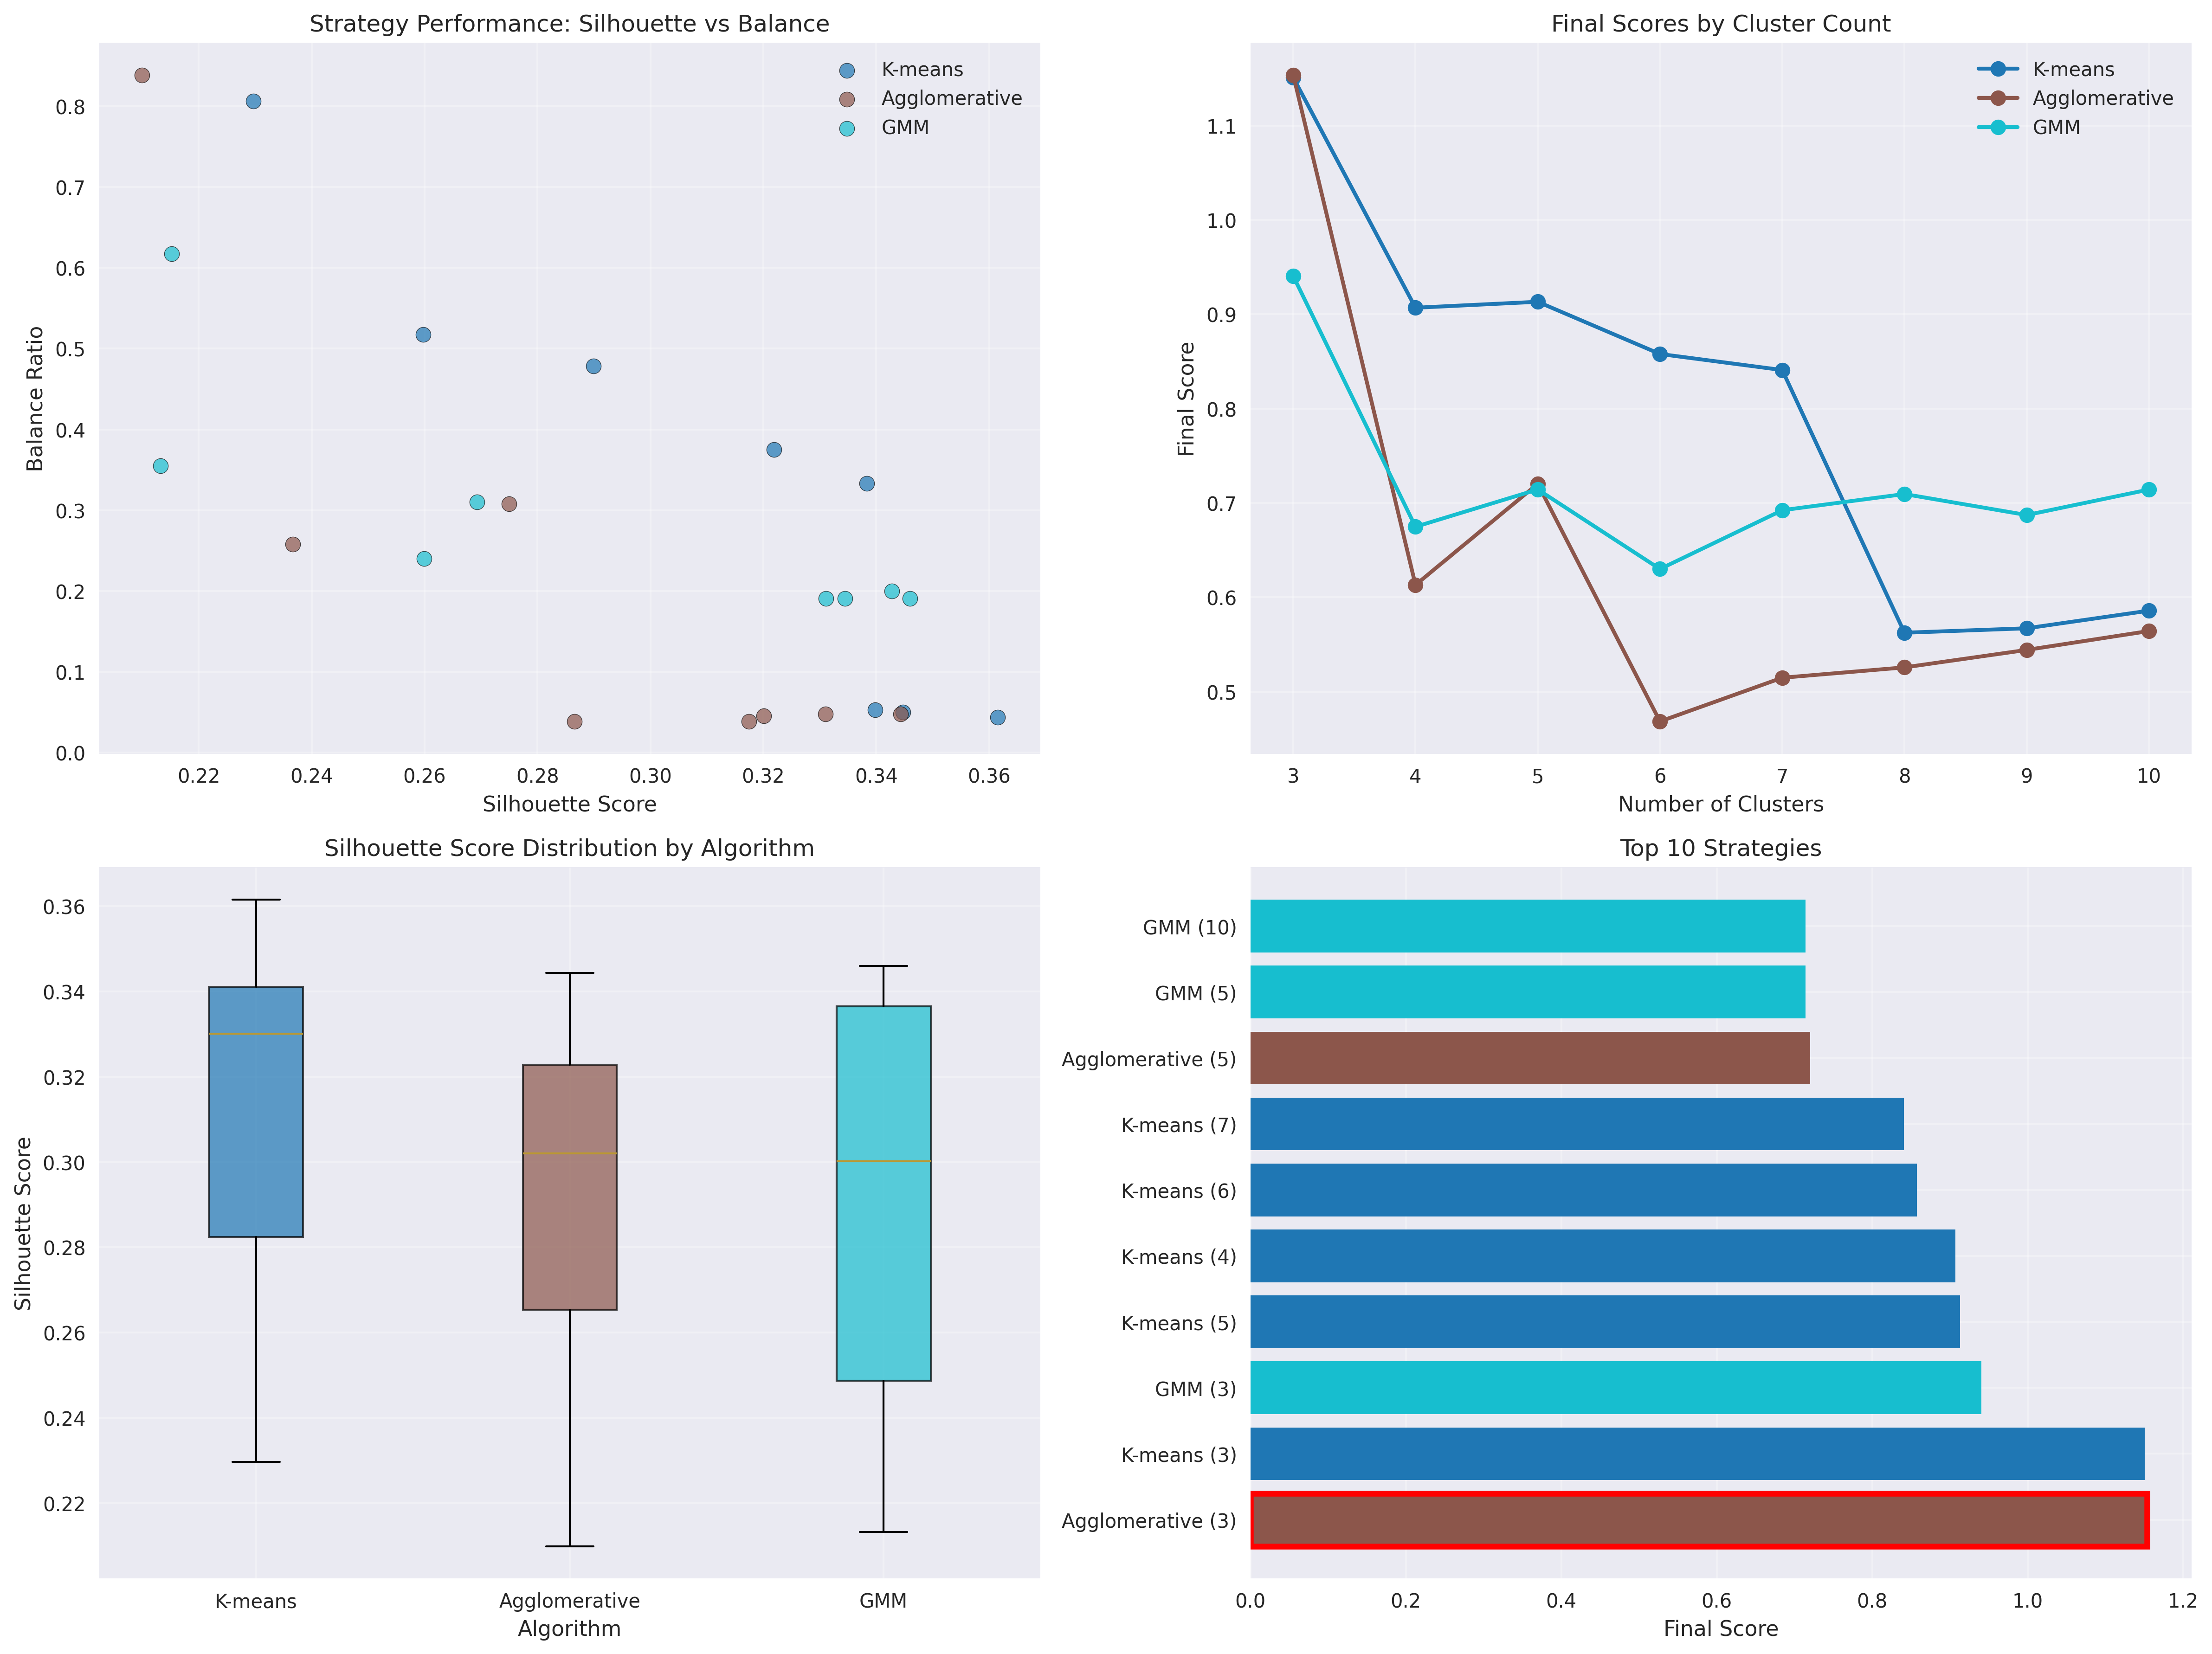 Strategy Performance: Silhouette vs Balance
K-means
Agglomerative
GMM
Balance Ratio
0.8
0.7
0.6
0.5
0.4
0.3
0.2
0.1
0.0
0.22 0.24 0.26 0.28 0.30 0.32 0.34 0.36
Silhouette Score
Final Scores by Cluster Count
K-means
Agglomerative
GMM
Final Score
1.1
1.0
0.9
0.8
0.7
0.6
0.5
3 4 5 6 7 8 9 10
Number of Clusters
Silhouette Score Distribution by Algorithm
Silhouette Score
0.36
0.34
0.32
0.30
0.28
0.26
0.24
0.22
K-means Agglomerative GMM
Algorithm
Top 10 Strategies
GMM (10)
GMM (5)
Agglomerative (5)
K-means (7)
K-means (6)
K-means (4)
K-means (5)
GMM (3)
K-means (3)
Agglomerative (3)
0.0 0.2 0.4 0.6 0.8 1.0 1.2
Final Score